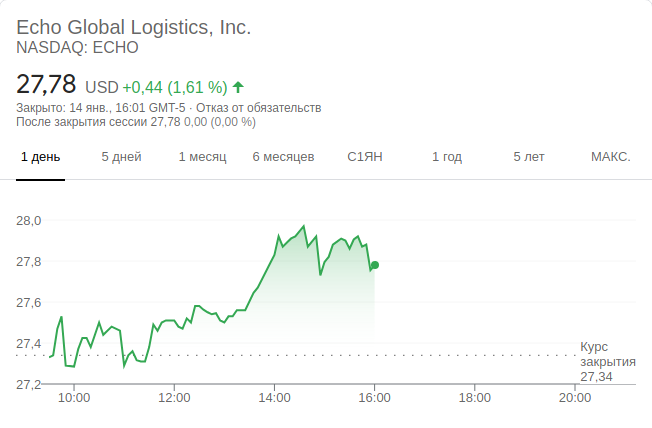 Echo Global Logistics, Inc.
NASDAQ: ECHO
27,78 USD +0,44 (1,61 %)
Закрыто: 14 янв., 16:01 GMT-5 · Отказ от обязательств
После закрытия сессии 27,78 0,00 (0,00 %)
1 день 5 дней 1 месяц 6 месяцев С1ЯН 1 год 5 лет МАКС.
28,0
27,8
27,6
27,4
Курс
закрытия
27,34
27,2
10:00 12:00 14:00 16:00 18:00 20:00